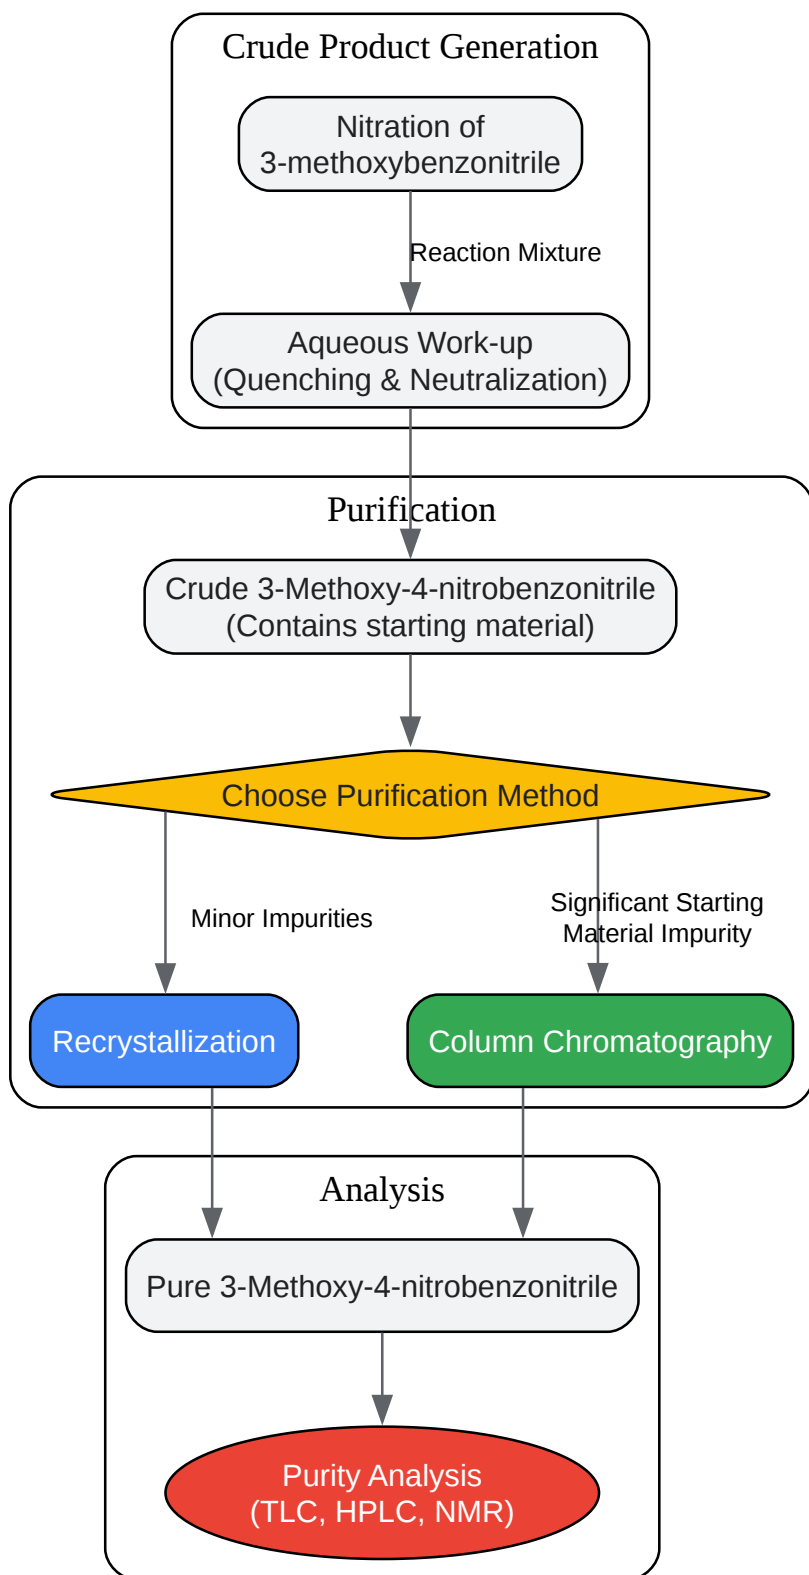 Crude Product Generation
Nitration of
3-methoxybenzonitrile
Reaction Mixture
Aqueous Work-up
(Quenching & Neutralization)
Purification
Crude 3-Methoxy-4-nitrobenzonitrile
(Contains starting material)
Choose Purification Method
Minor Impurities
Significant Starting
Material Impurity
Recrystallization
Column Chromatography
Analysis
Pure 3-Methoxy-4-nitrobenzonitrile
Purity Analysis
(TLC, HPLC, NMR)